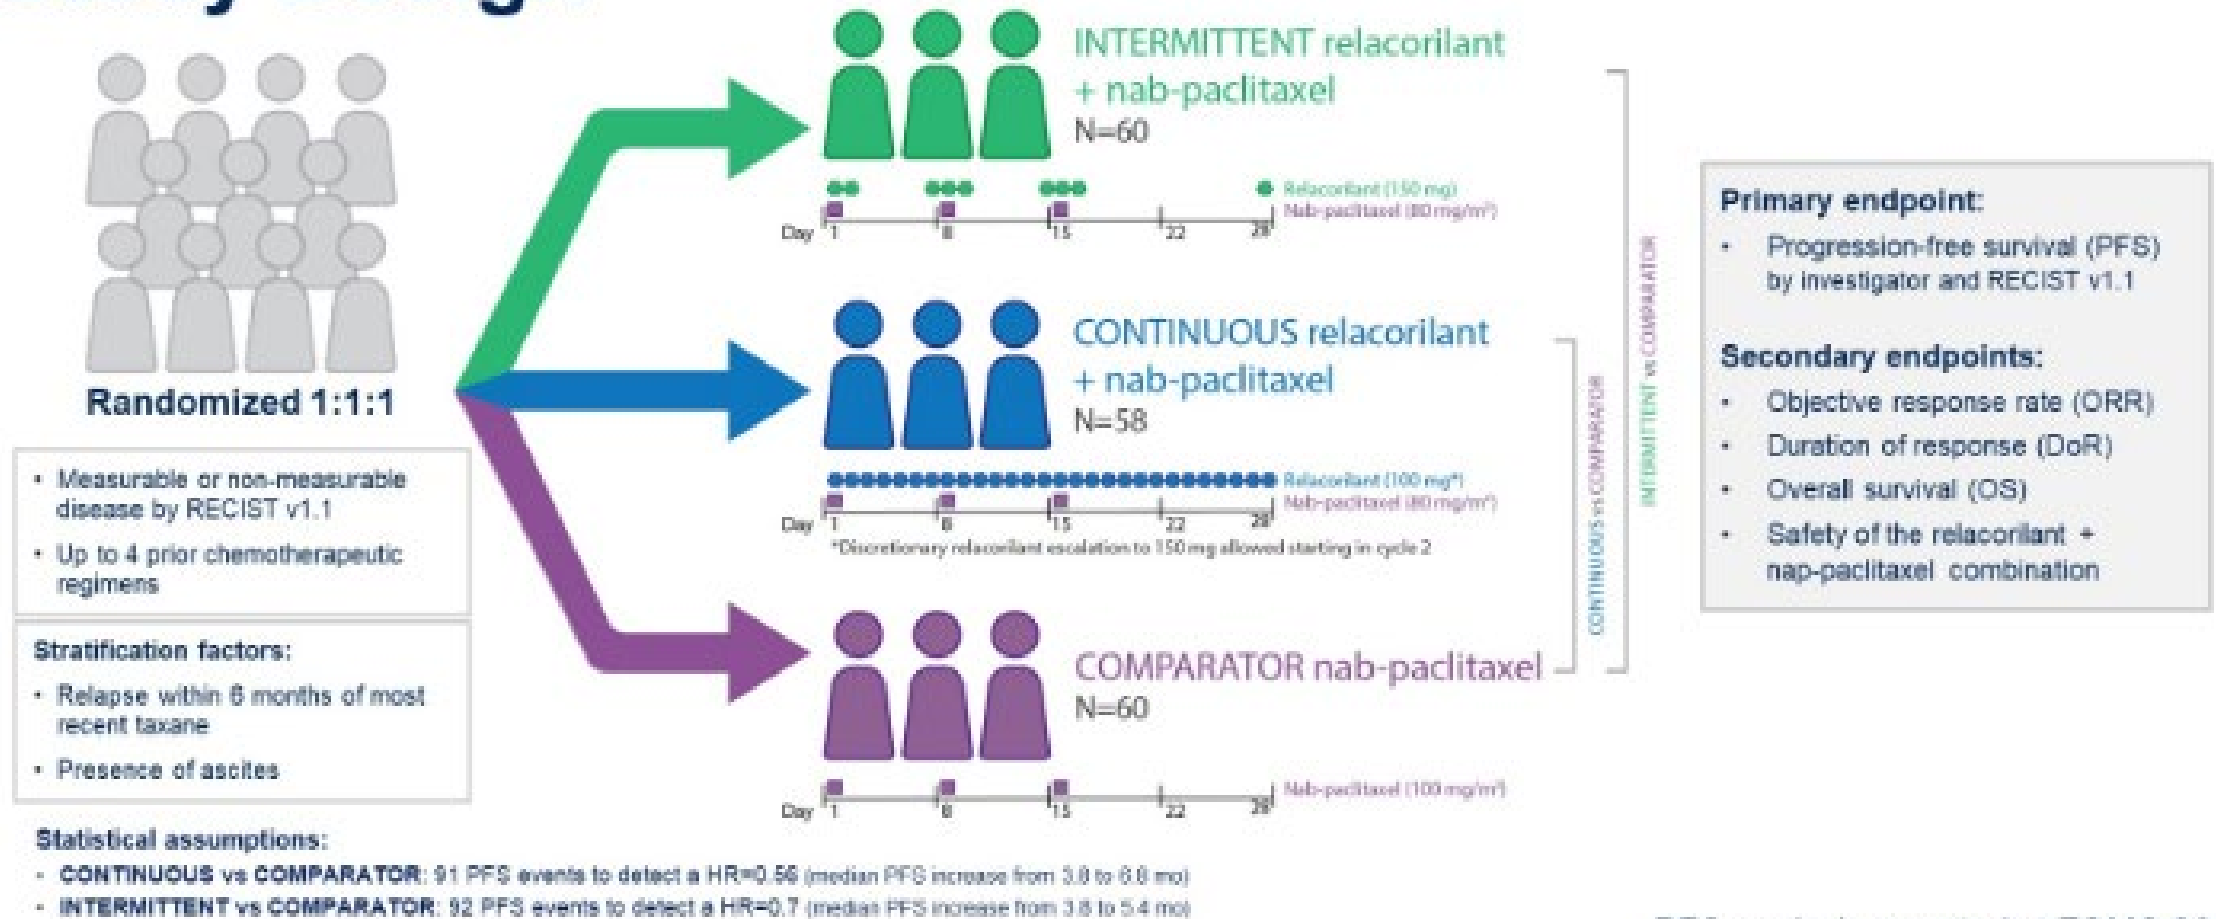 Randomized 1:1:1
• Measurable or non-measurable
disease by RECIST v1.1
• Up to 4 prior chemotherapeutic
regimens
Stratification factors:
• Relapse within 6 months of most
recent taxane
• Presence of ascites
INTERMITTENT relacorilant
+ nab-paclitaxel
N=60
Relacorilant (150 mg)
Nab-paclitaxel (80 mg/m²)
Day 1 8 15 22 28
CONTINUOUS relacorilant
+ nab-paclitaxel
N=58
Relacorilant (100 mg*)
Nab-paclitaxel (80 mg/m²)
Day 1 8 15 22 28
*Discretionary relacorilant escalation to 150 mg allowed starting in cycle 2
COMPARATOR nab-paclitaxel
N=60
Nab-paclitaxel (100 mg/m²)
Day 1 8 15 22 28
CONTINUOUS vs COMPARATOR
INTERMITTENT vs COMPARATOR
Primary endpoint:
• Progression-free survival (PFS)
by investigator and RECIST v1.1
Secondary endpoints:
• Objective response rate (ORR)
• Duration of response (DoR)
• Overall survival (OS)
• Safety of the relacorilant +
nap-paclitaxel combination
Statistical assumptions:
- CONTINUOUS vs COMPARATOR: 91 PFS events to detect a HR=0.56 (median PFS increase from 3.8 to 6.8 mo)
- INTERMITTENT vs COMPARATOR: 92 PFS events to detect a HR=0.7 (median PFS increase from 3.8 to 5.4 mo)